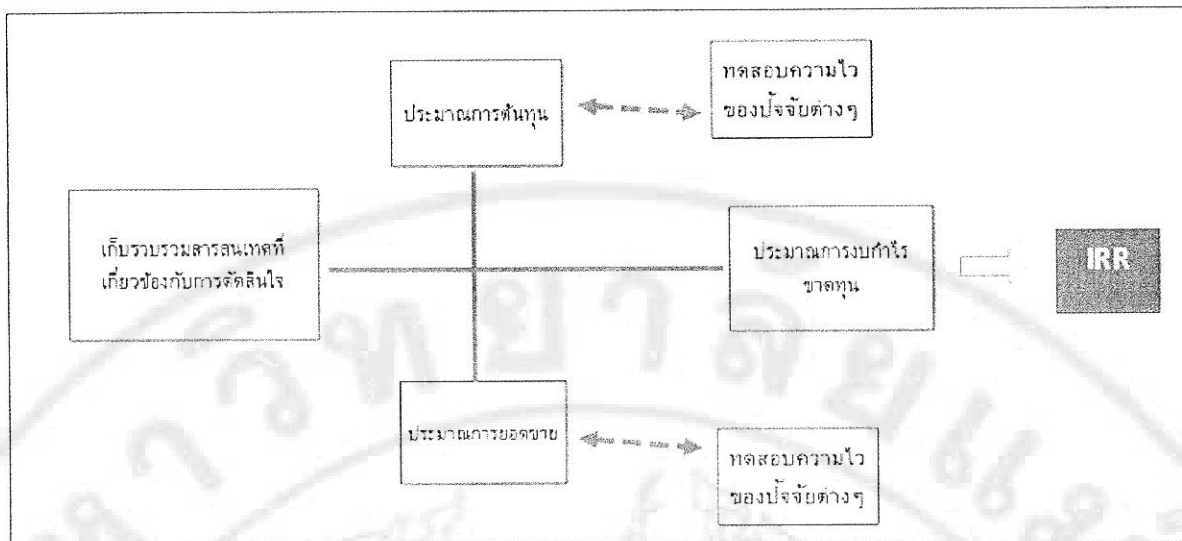 ทดสอบความไว
ของปัจจัยต่างๆ
ประมาณการต้นทุน
เก็บรวบรวมสารสนเทศที่
เกี่ยวข้องกับการตัดสินใจ
ประมาณการงบกำไร
ขาดทุน
IRR
ประมาณการยอดขาย
ทดสอบความไว
ของปัจจัยต่างๆ